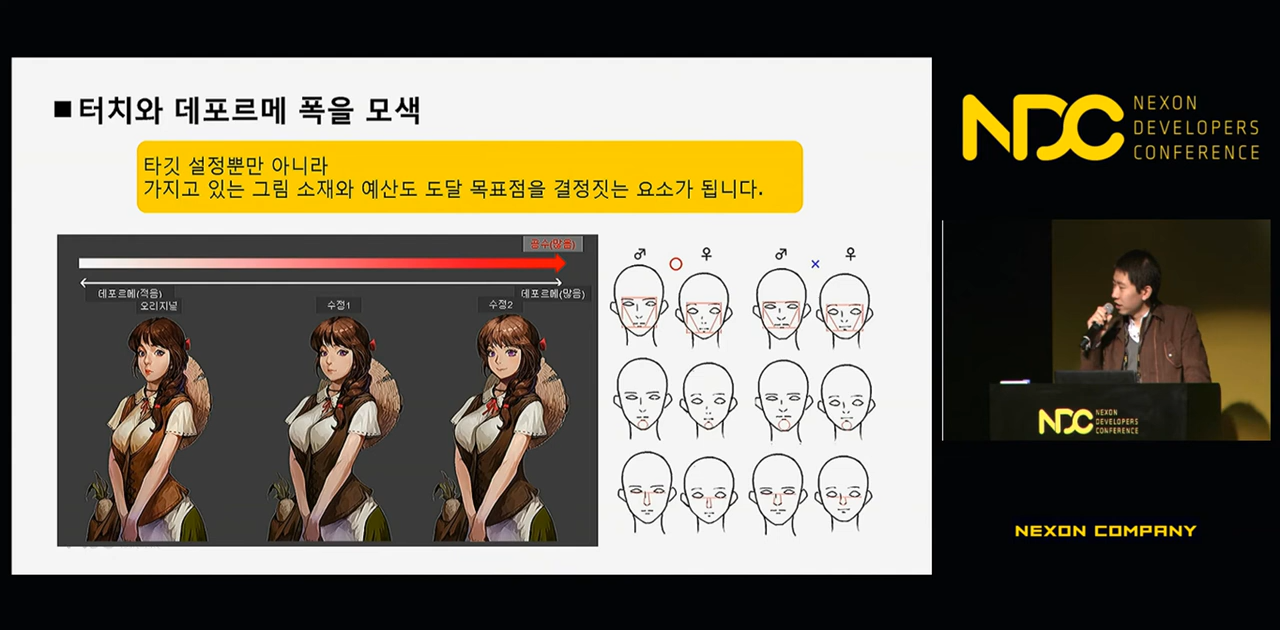 ■터치와 데포르메 폭을 모색
타깃 설정뿐만 아니라
가지고 있는 그림 소재와 예산도 도달 목표점을 결정짓는 요소가 됩니다.
공수(많음)
데포르메(적음)
데포르메(많음)
오리지널
수정1
수정2
♂ ○ ♀ ♂ × ♀
NDC
NEXON
DEVELOPERS
CONFERENCE
NDC
NEXON
DEVELOPERS
CONFERENCE
NEXON COMPANY